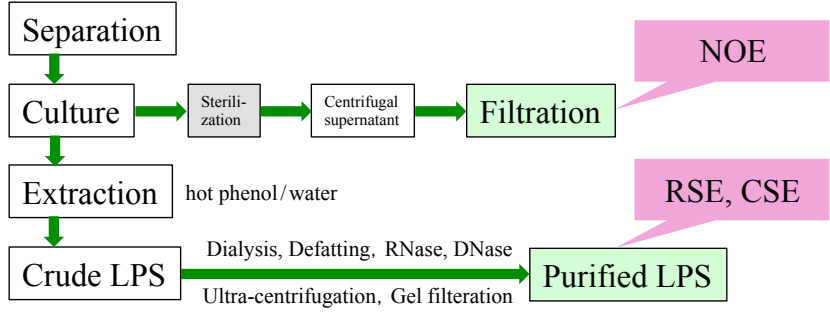 Separation
NOE
Culture
Sterili-
zation
Centrifugal
supernatant
Filtration
Extraction
hot phenol/water
RSE, CSE
Crude LPS
Dialysis, Defatting, RNase, DNase
Ultra-centrifugation, Gel filteration
Purified LPS